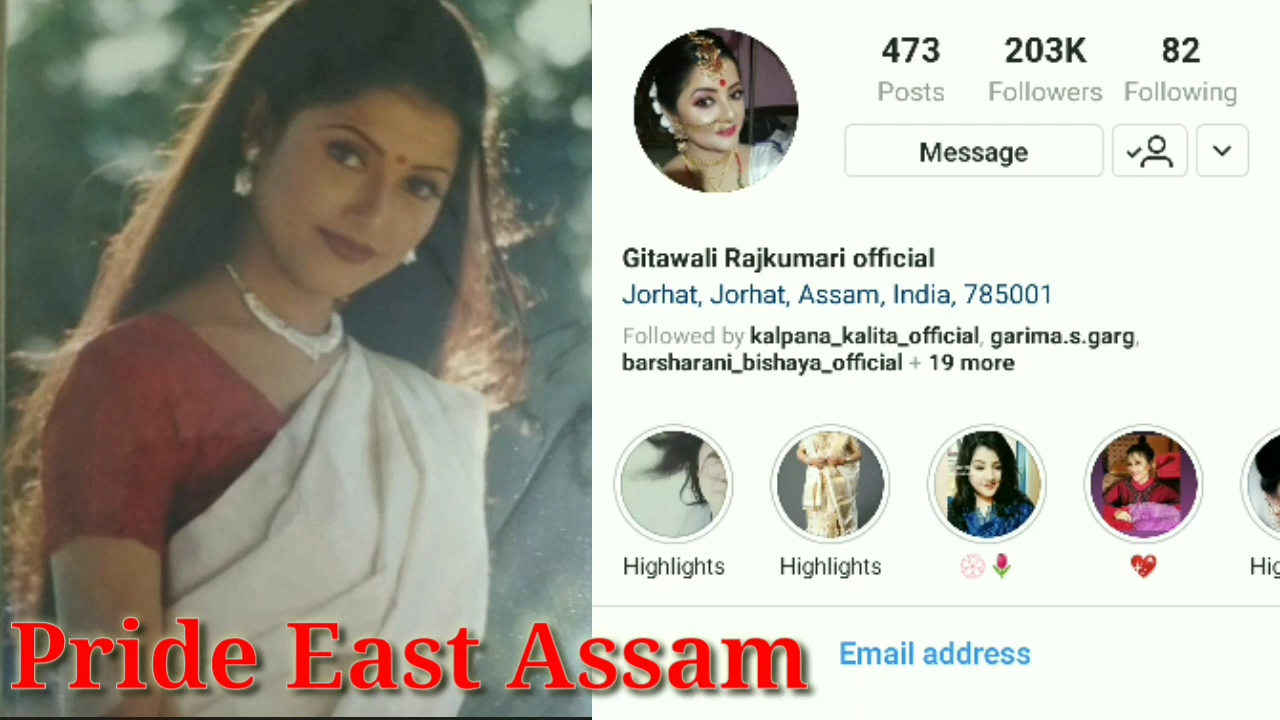 473 203K 82
Posts Followers Following
Message
Gitawali Rajkumari official
Jorhat, Jorhat, Assam, India, 785001
Followed by kalpana_kalita_official, garima.s.garg,
barsharani_bishaya_official + 19 more
Highlights Highlights Hig
Pride East Assam
Email address